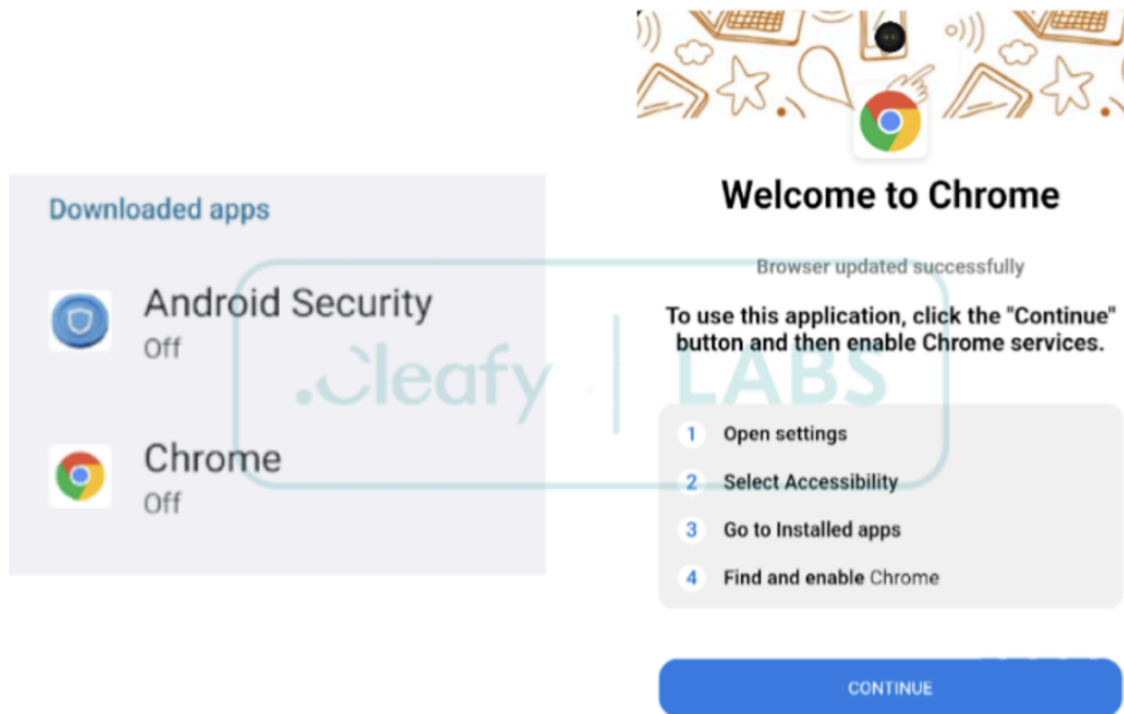 Downloaded apps
Android Security
Off
Chrome
Off
.Cleafy | LABS
Welcome to Chrome
Browser updated successfully
To use this application, click the "Continue"
button and then enable Chrome services.
1 Open settings
2 Select Accessibility
3 Go to Installed apps
4 Find and enable Chrome
CONTINUE